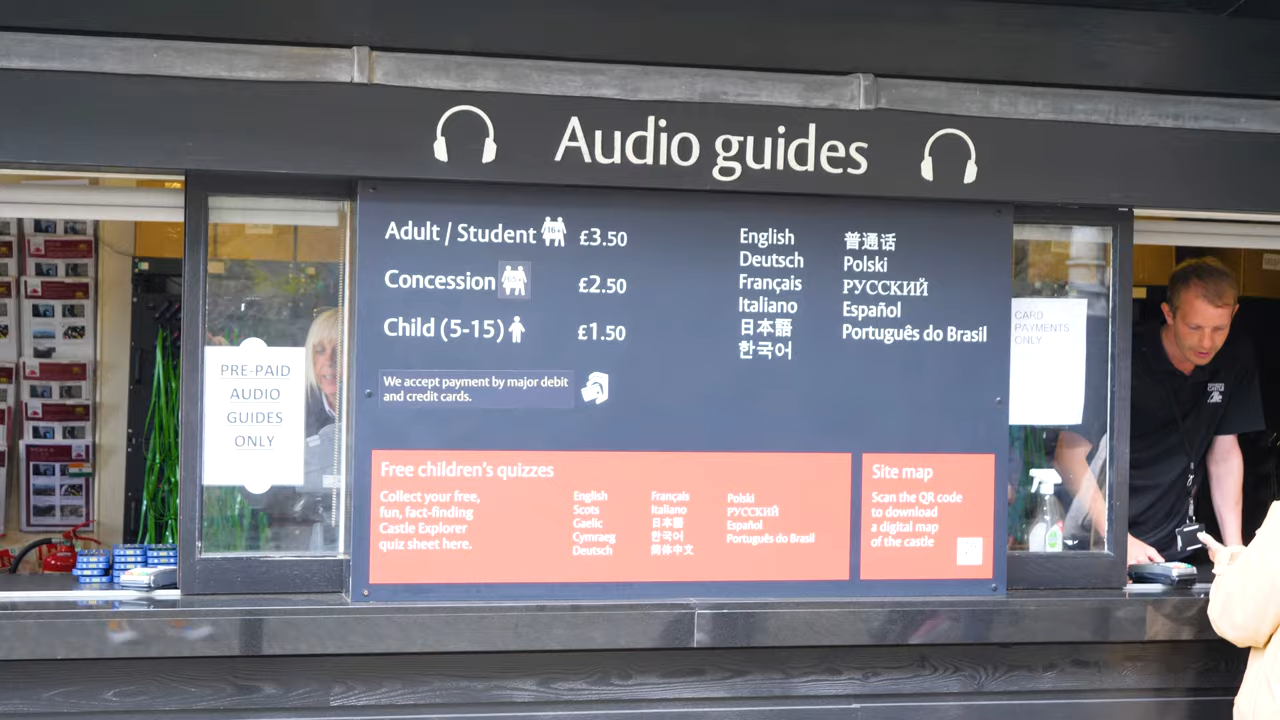 Audio guides
Adult / Student 16+ £3.50
Concession £2.50
Child (5-15) £1.50
We accept payment by major debit
and credit cards.
English
Deutsch
Français
Italiano
日本語
한국어
普通话
Polski
РУССКИЙ
Español
Português do Brasil
PRE-PAID
AUDIO
GUIDES
ONLY
CARD
PAYMENTS
ONLY
Free children's quizzes
Collect your free,
fun, fact-finding
Castle Explorer
quiz sheet here.
English
Scots
Gaelic
Cymraeg
Deutsch
Français
Italiano
日本語
한국어
简体中文
Polski
РУССКИЙ
Español
Português do Brasil
Site map
Scan the QR code
to download
a digital map
of the castle